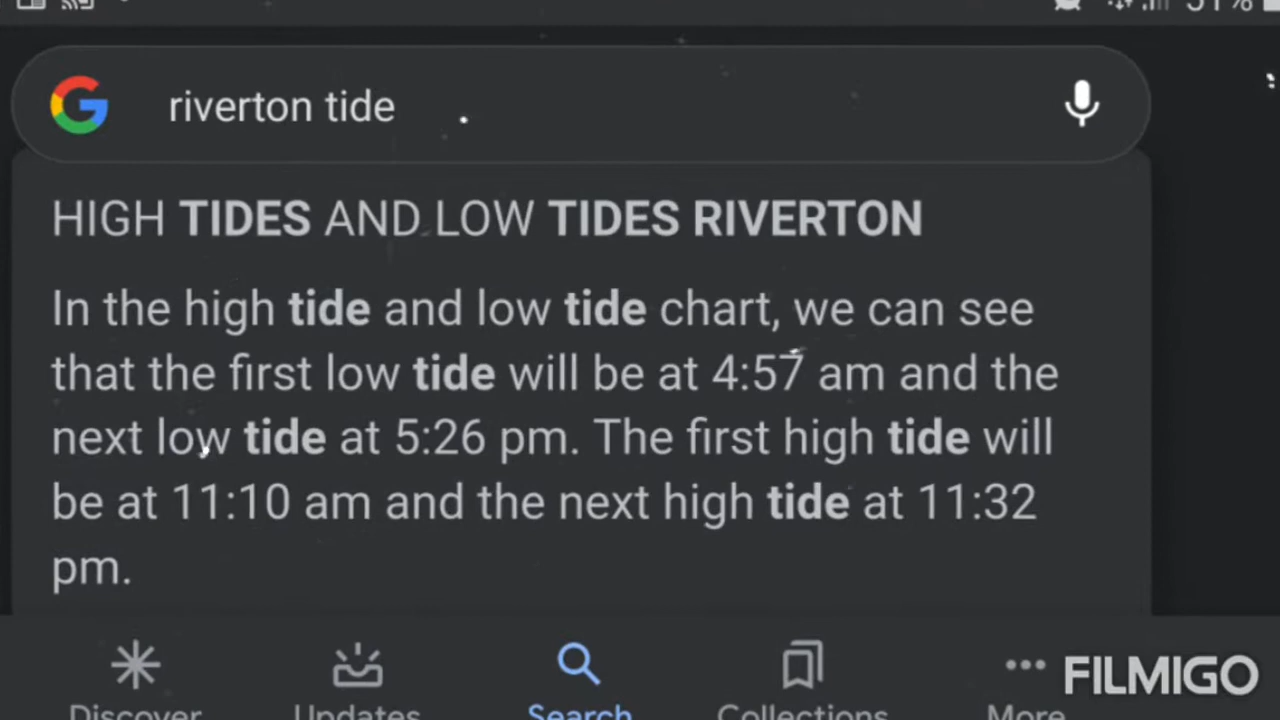 riverton tide
HIGH TIDES AND LOW TIDES RIVERTON
In the high tide and low tide chart, we can see
that the first low tide will be at 4:57 am and the
next low tide at 5:26 pm. The first high tide will
be at 11:10 am and the next high tide at 11:32
pm.
Discover Updates Search Collections More
FILMIGO